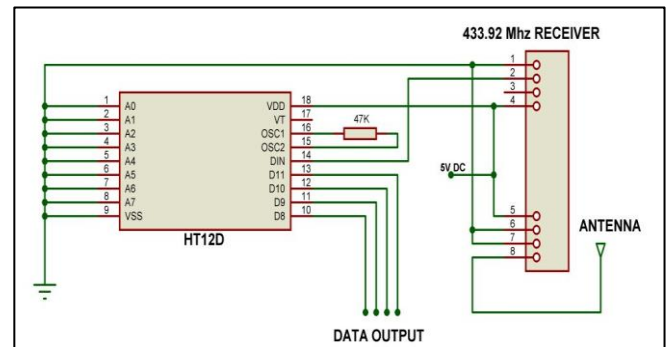 433.92 Mhz RECEIVER
1
2
3
4
1 A0 VDD 18
2 A1 VT 17
3 A2 OSC1 16 47K
4 A3 OSC2 15
5 A4 DIN 14
6 A5 D11 13
7 A6 D10 12
8 A7 D9 11
9 VSS D8 10
HT12D
5V DC
5
6
7
8
ANTENNA
DATA OUTPUT